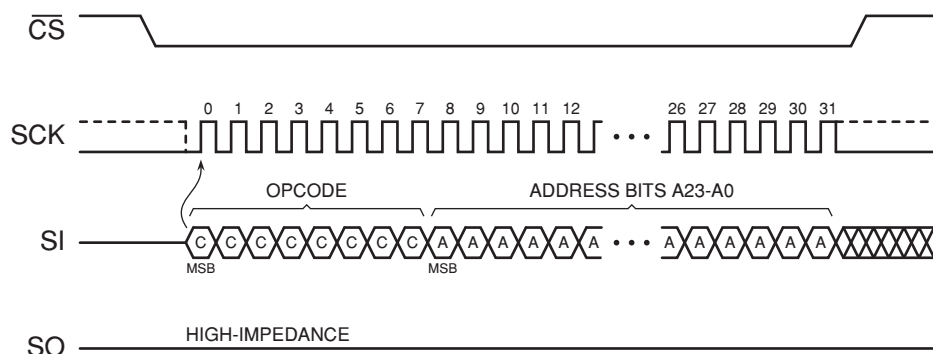 CS
0 1 2 3 4 5 6 7 8 9 10 11 12 26 27 28 29 30 31
SCK
OPCODE ADDRESS BITS A23-A0
SI C C C C C C C C A A A A A A A A A A A A
MSB MSB
HIGH-IMPEDANCE
SO